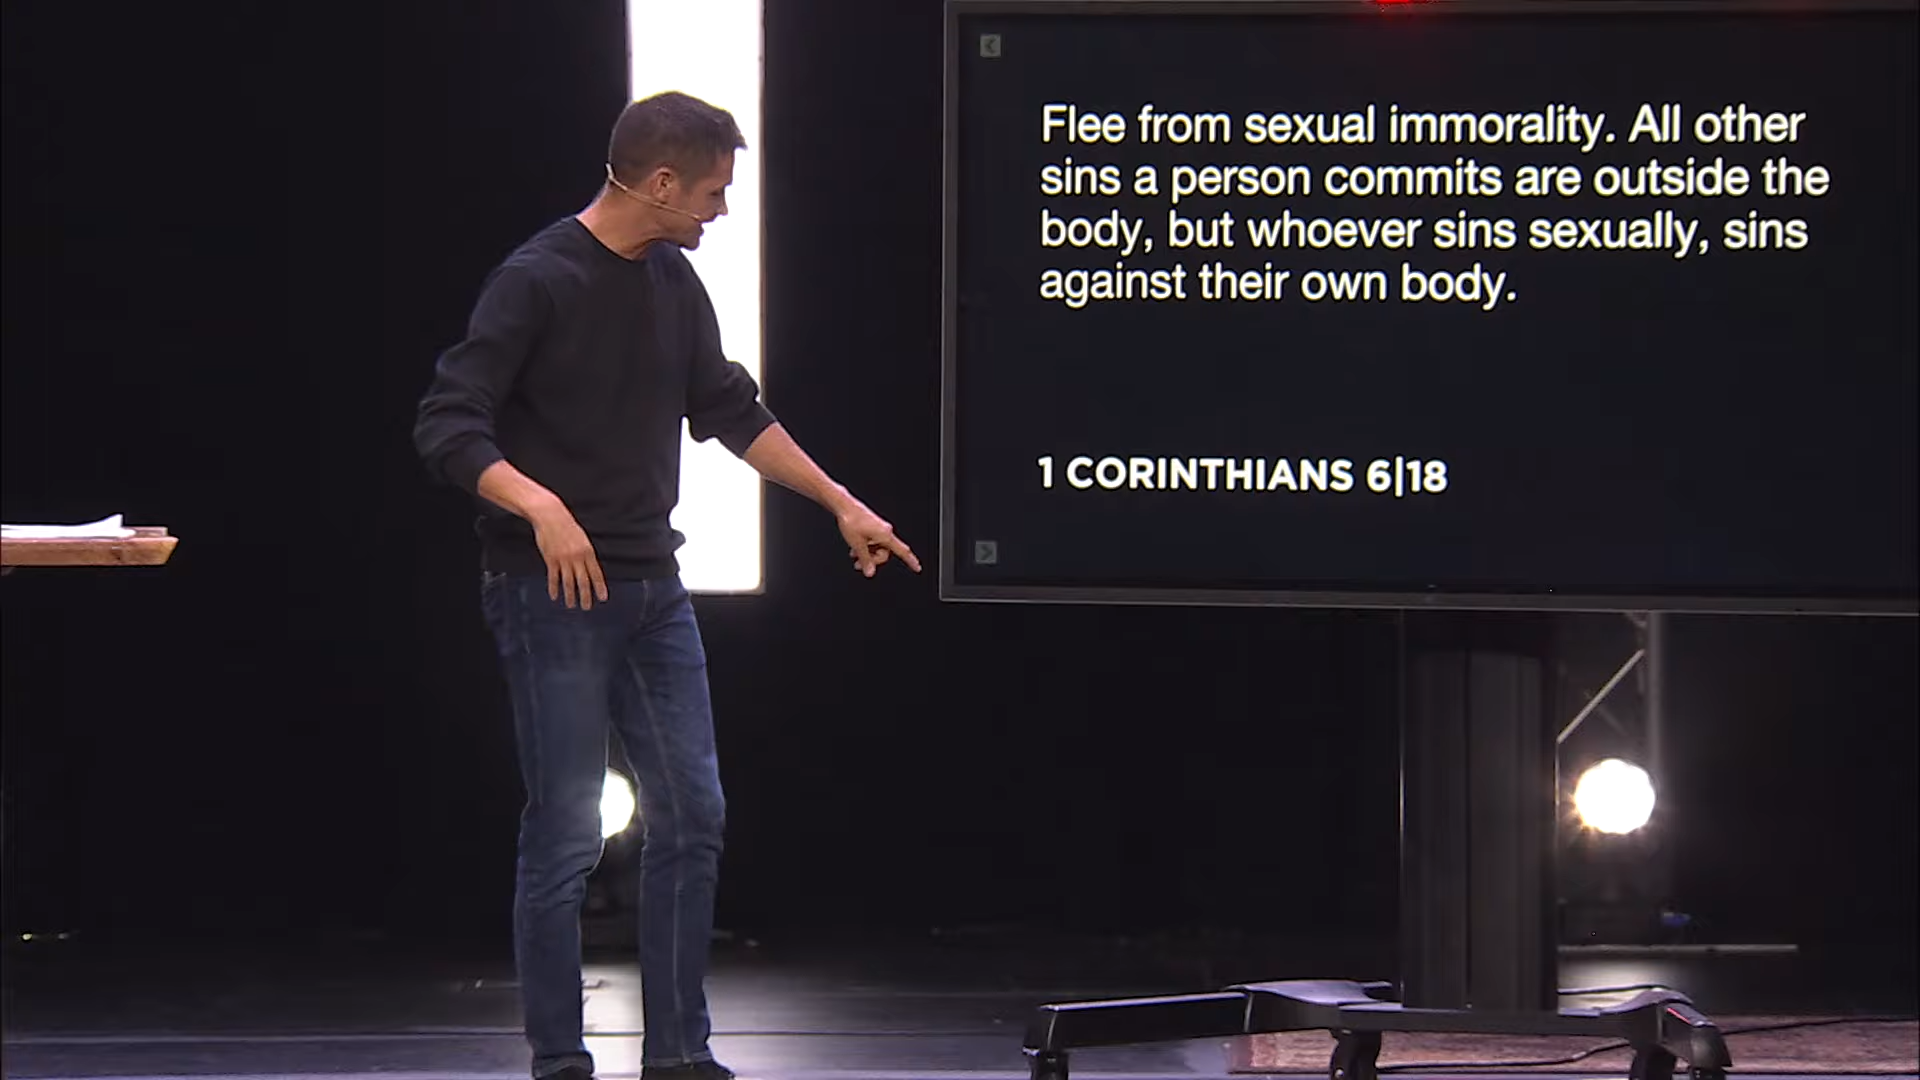 Flee from sexual immorality. All other
sins a person commits are outside the
body, but whoever sins sexually, sins
against their own body.
1 CORINTHIANS 6|18